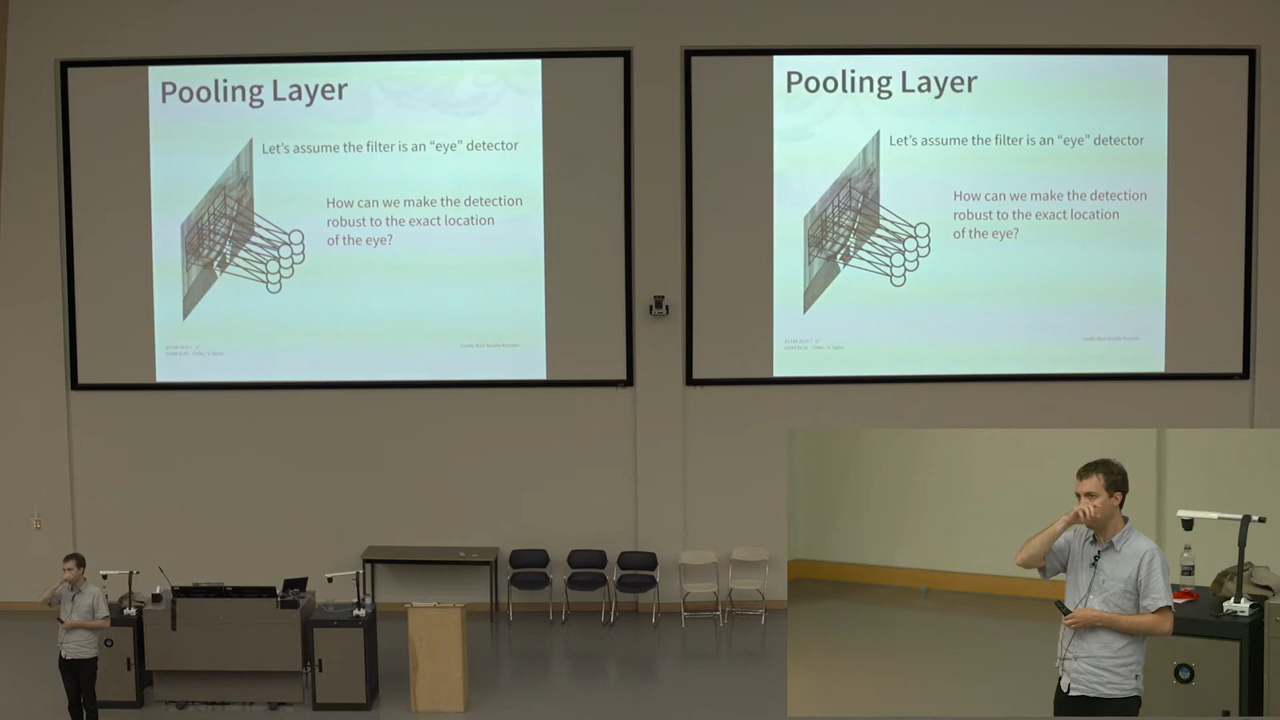 Pooling Layer
Let's assume the filter is an “eye” detector
How can we make the detection
robust to the exact location
of the eye?
Pooling Layer
Let's assume the filter is an “eye” detector
How can we make the detection
robust to the exact location
of the eye?